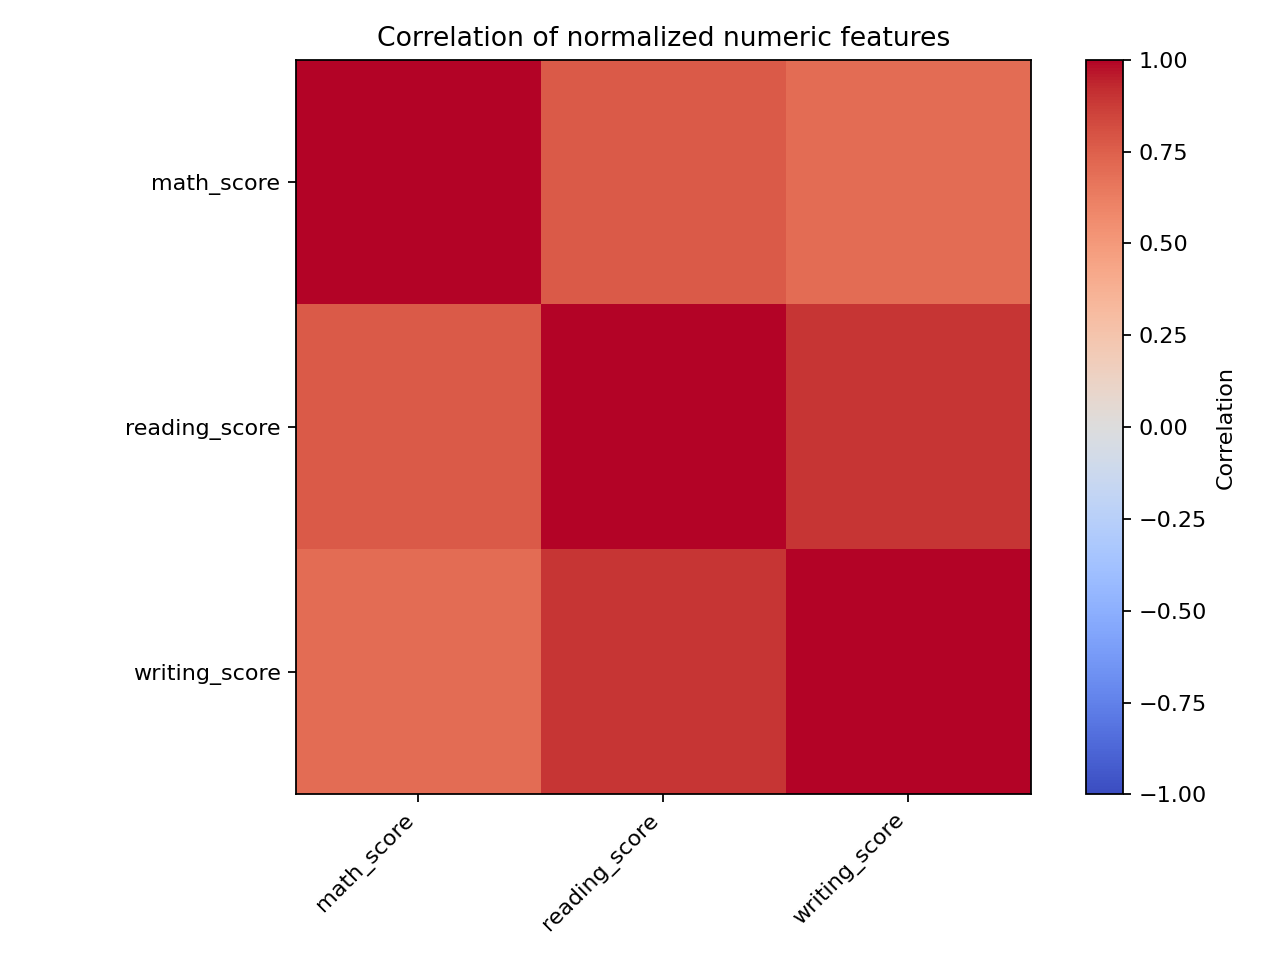 Correlation of normalized numeric features
math_score
reading_score
writing_score
math_score
reading_score
writing_score
1.00
0.75
0.50
0.25
0.00
−0.25
−0.50
−0.75
−1.00
Correlation